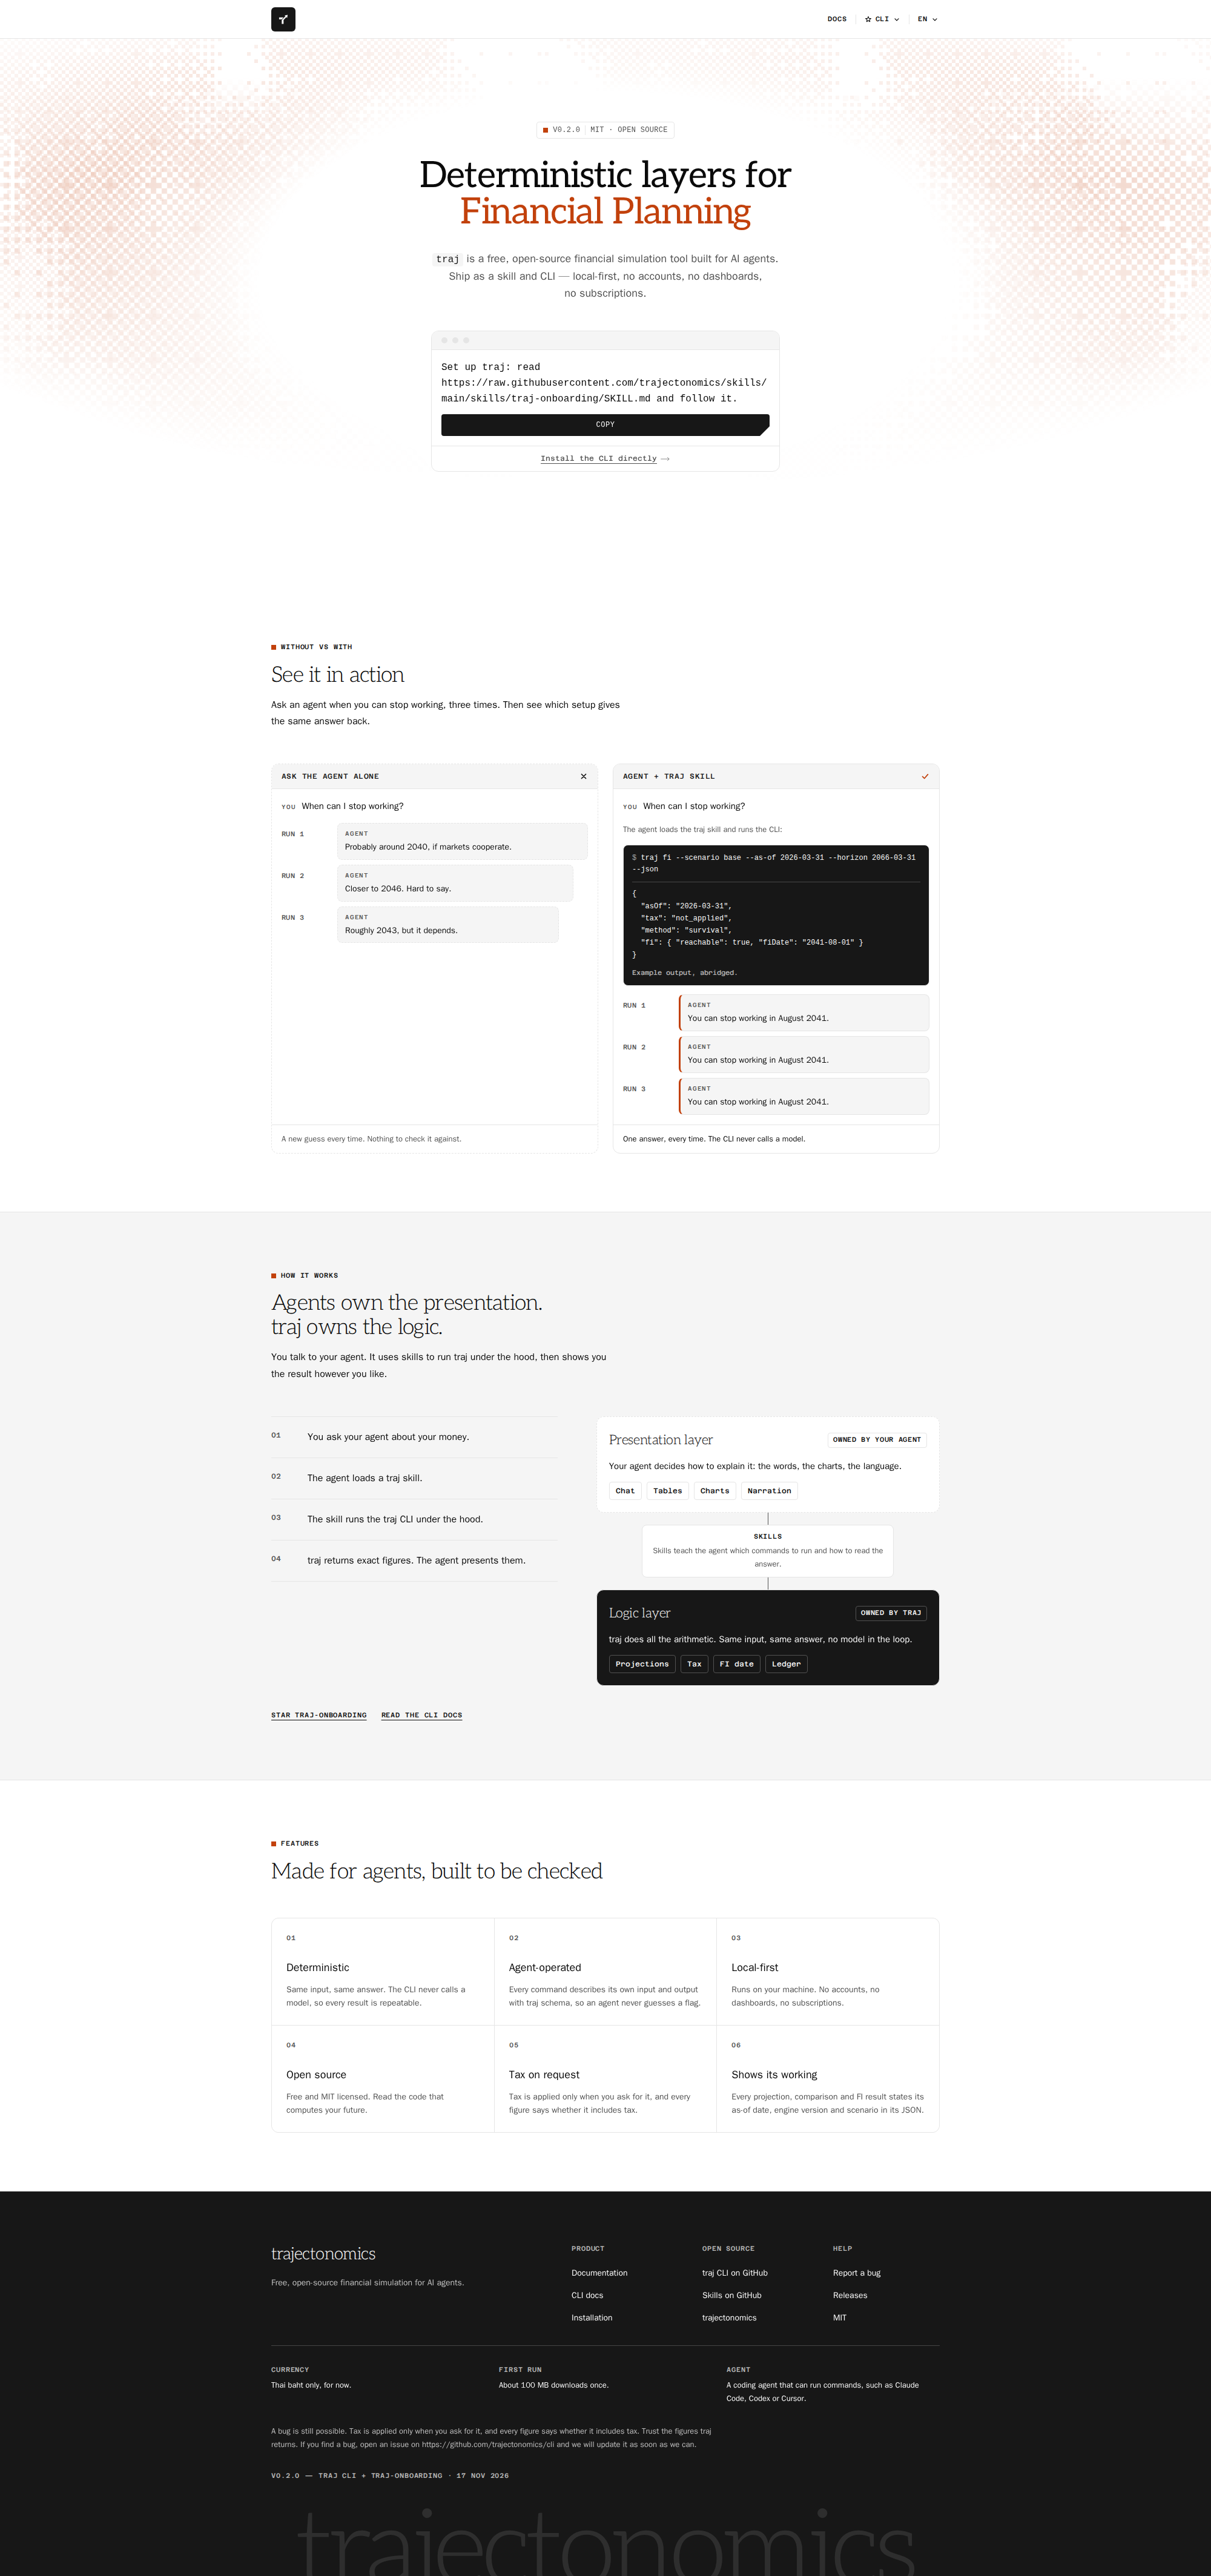 DOCS
CLI
EN
V0.2.0
MIT · OPEN SOURCE
Deterministic layers for
Financial Planning
traj is a free, open-source financial simulation tool built for AI agents.
Ship as a skill and CLI — local-first, no accounts, no dashboards,
no subscriptions.
Set up traj: read
https://raw.githubusercontent.com/trajectonomics/skills/
main/skills/traj-onboarding/SKILL.md and follow it.
COPY
Install the CLI directly →
WITHOUT VS WITH
See it in action
Ask an agent when you can stop working, three times. Then see which setup gives
the same answer back.
ASK THE AGENT ALONE
YOU When can I stop working?
RUN 1
AGENT
Probably around 2040, if markets cooperate.
RUN 2
AGENT
Closer to 2046. Hard to say.
RUN 3
AGENT
Roughly 2043, but it depends.
A new guess every time. Nothing to check it against.
AGENT + TRAJ SKILL
YOU When can I stop working?
The agent loads the traj skill and runs the CLI:
$ traj fi --scenario base --as-of 2026-03-31 --horizon 2066-03-31
--json
{
"asOf": "2026-03-31",
"tax": "not_applied",
"method": "survival",
"fi": { "reachable": true, "fiDate": "2041-08-01" }
}
Example output, abridged.
RUN 1
AGENT
You can stop working in August 2041.
RUN 2
AGENT
You can stop working in August 2041.
RUN 3
AGENT
You can stop working in August 2041.
One answer, every time. The CLI never calls a model.
HOW IT WORKS
Agents own the presentation.
traj owns the logic.
You talk to your agent. It uses skills to run traj under the hood, then shows you
the result however you like.
01 You ask your agent about your money.
02 The agent loads a traj skill.
03 The skill runs the traj CLI under the hood.
04 traj returns exact figures. The agent presents them.
Presentation layer
OWNED BY YOUR AGENT
Your agent decides how to explain it: the words, the charts, the language.
Chat
Tables
Charts
Narration
SKILLS
Skills teach the agent which commands to run and how to read the
answer.
Logic layer
OWNED BY TRAJ
traj does all the arithmetic. Same input, same answer, no model in the loop.
Projections
Tax
FI date
Ledger
STAR TRAJ-ONBOARDING
READ THE CLI DOCS
FEATURES
Made for agents, built to be checked
01
Deterministic
Same input, same answer. The CLI never calls a
model, so every result is repeatable.
02
Agent-operated
Every command describes its own input and output
with traj schema, so an agent never guesses a flag.
03
Local-first
Runs on your machine. No accounts, no
dashboards, no subscriptions.
04
Open source
Free and MIT licensed. Read the code that
computes your future.
05
Tax on request
Tax is applied only when you ask for it, and every
figure says whether it includes tax.
06
Shows its working
Every projection, comparison and FI result states its
as-of date, engine version and scenario in its JSON.
trajectonomics
Free, open-source financial simulation for AI agents.
PRODUCT
Documentation
CLI docs
Installation
OPEN SOURCE
traj CLI on GitHub
Skills on GitHub
trajectonomics
HELP
Report a bug
Releases
MIT
CURRENCY
Thai baht only, for now.
FIRST RUN
About 100 MB downloads once.
AGENT
A coding agent that can run commands, such as Claude
Code, Codex or Cursor.
A bug is still possible. Tax is applied only when you ask for it, and every figure says whether it includes tax. Trust the figures traj
returns. If you find a bug, open an issue on https://github.com/trajectonomics/cli and we will update it as soon as we can.
V0.2.0 — TRAJ CLI + TRAJ-ONBOARDING · 17 NOV 2026
trajectonomics